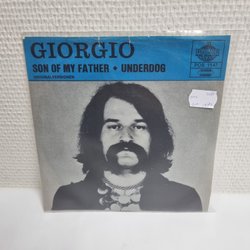 GIORGIO
SON OF MY FATHER + UNDERDOG
ORIGINALVERSIONEN